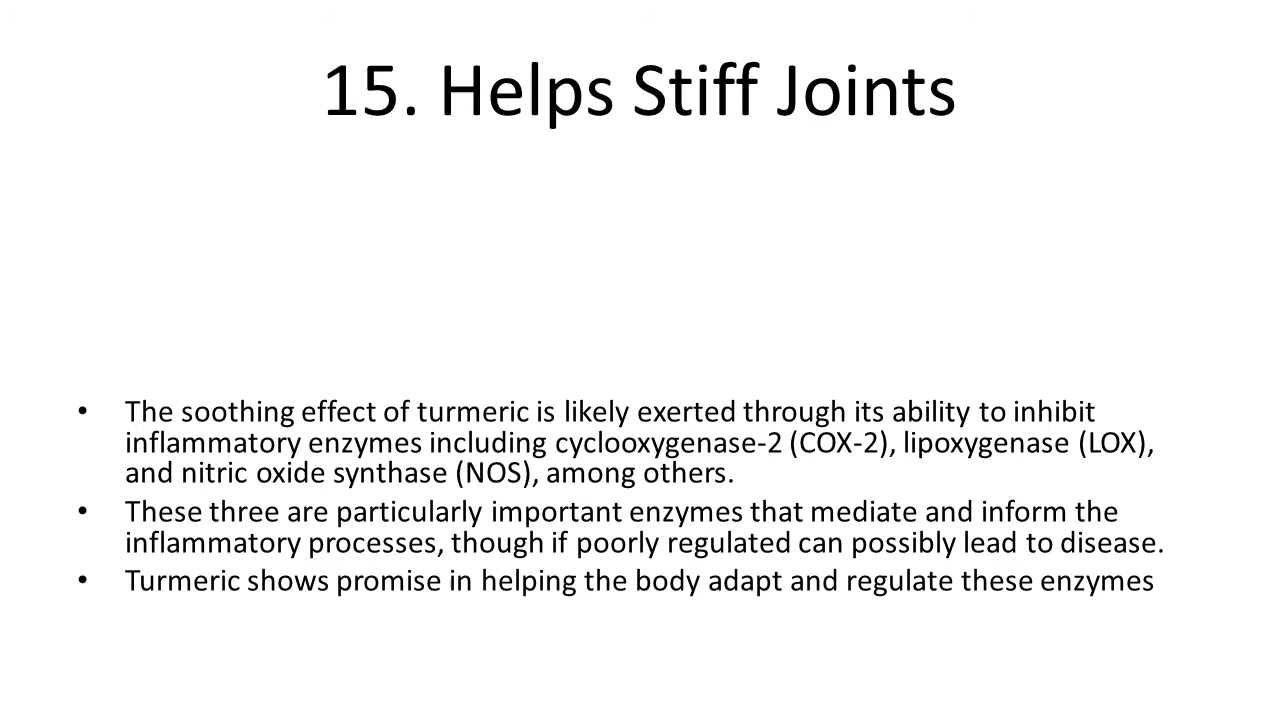 15. Helps Stiff Joints
• The soothing effect of turmeric is likely exerted through its ability to inhibit
inflammatory enzymes including cyclooxygenase-2 (COX-2), lipoxygenase (LOX),
and nitric oxide synthase (NOS), among others.
• These three are particularly important enzymes that mediate and inform the
inflammatory processes, though if poorly regulated can possibly lead to disease.
• Turmeric shows promise in helping the body adapt and regulate these enzymes